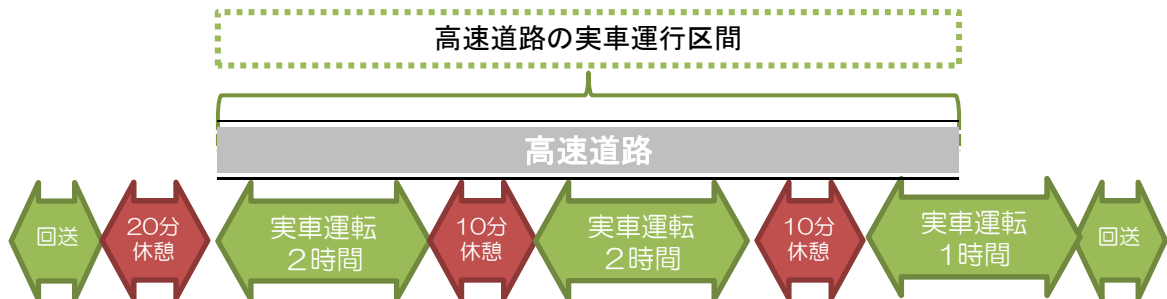 高速道路の実車運行区間
高速道路
回送
20分
休憩
実車運転
２時間
10分
休憩
実車運転
２時間
10分
休憩
実車運転
１時間
回送